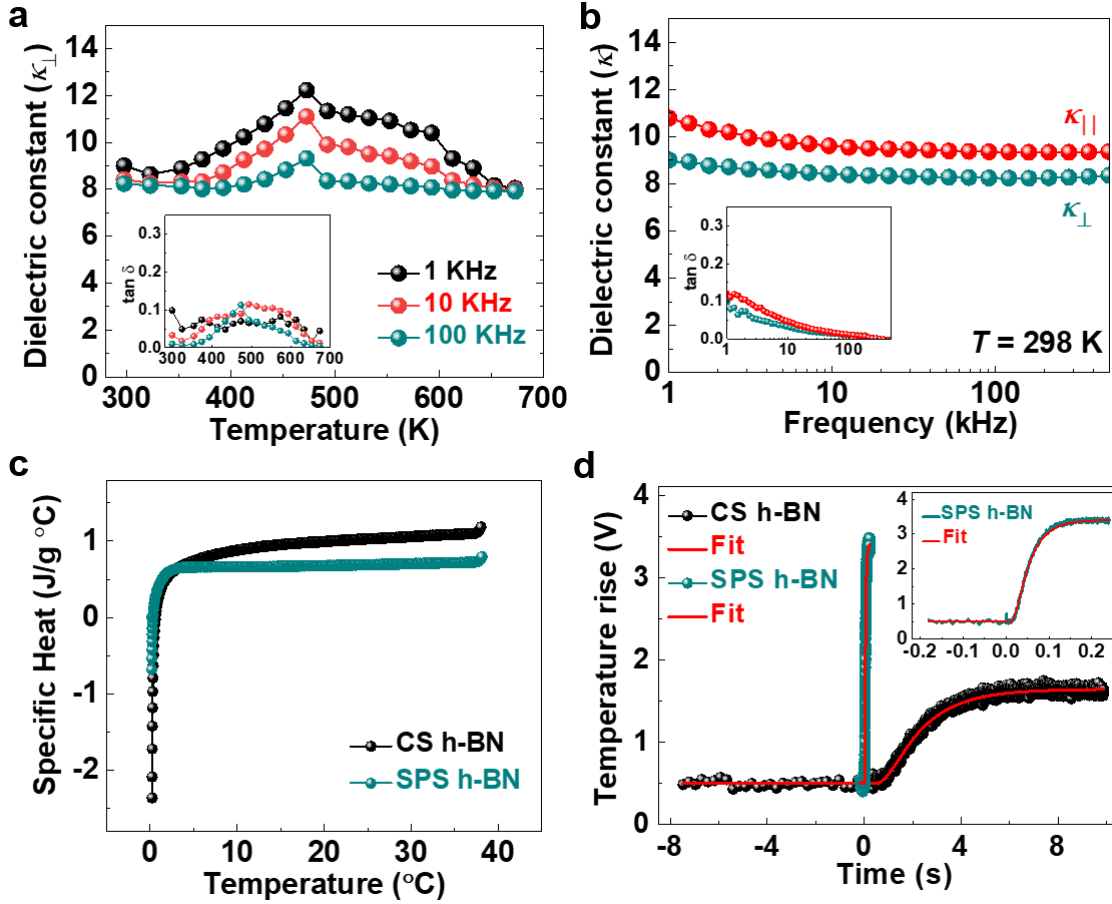 a
Dielectric constant (κ⊥)
14
12
10
8
6
4
2
0
300 400 500 600 700
Temperature (K)
1 KHz
10 KHz
100 KHz
tan δ
0.3
0.2
0.1
0.0
300 400 500 600 700
b
Dielectric constant (κ)
14
12
10
8
6
4
2
0
1 10 100
Frequency (kHz)
κ||
κ⊥
T = 298 K
tan δ
0.3
0.2
0.1
0.0
1 10 100
c
Specific Heat (J/g °C)
1
0
-1
-2
0 10 20 30 40
Temperature (°C)
CS h-BN
SPS h-BN
d
Temperature rise (V)
4
3
2
1
0
-8 -4 0 4 8
Time (s)
CS h-BN
Fit
SPS h-BN
Fit
SPS h-BN
Fit
4
3
2
1
0
-0.2 -0.1 0.0 0.1 0.2